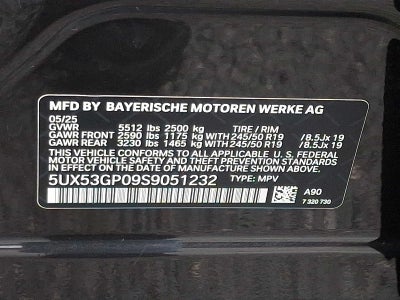 MFD BY BAYERISCHE MOTOREN WERKE AG
05/25
GVWR 5512 lbs 2500 kg TIRE / RIM
GAWR FRONT 2590 lbs 1175 kg WITH 245/50 R19 / 8.5Jx 19
GAWR REAR 3230 lbs 1465 kg WITH 245/50 R19 / 8.5Jx 19
THIS VEHICLE CONFORMS TO ALL APPLICABLE U. S. FEDERAL
MOTOR VEHICLE SAFETY, BUMPER, AND THEFT PREVENTION
STANDARDS IN EFFECT ON THE DATE OF MANUFACTURE SHOWN ABOVE.
5UX53GP09S9051232 TYPE: MPV A90
7 320 730